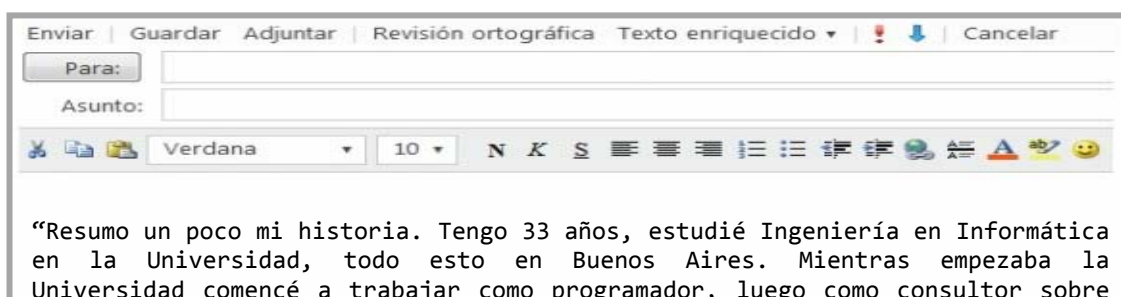 Enviar | Guardar Adjuntar | Revisión ortográfica Texto enriquecido | Cancelar
Para:
Asunto:
Verdana 10 N K S A ab
“Resumo un poco mi historia. Tengo 33 años, estudié Ingeniería en Informática
en la Universidad, todo esto en Buenos Aires. Mientras empezaba la
Universidad comencé a trabajar como programador, luego como consultor sobre